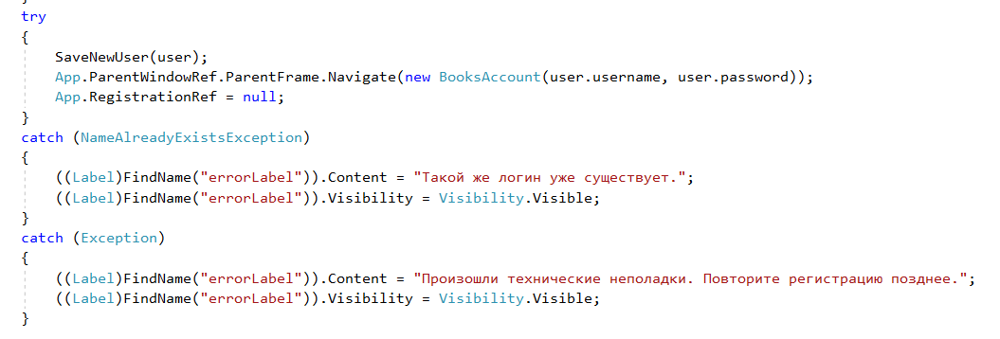 }
try
{
    SaveNewUser(user);
    App.ParentWindowRef.ParentFrame.Navigate(new BooksAccount(user.username, user.password));
    App.RegistrationRef = null;
}
catch (NameAlreadyExistsException)
{
    ((Label)FindName("errorLabel")).Content = "Такой же логин уже существует.";
    ((Label)FindName("errorLabel")).Visibility = Visibility.Visible;
}
catch (Exception)
{
    ((Label)FindName("errorLabel")).Content = "Произошли технические неполадки. Повторите регистрацию позднее.";
    ((Label)FindName("errorLabel")).Visibility = Visibility.Visible;
}